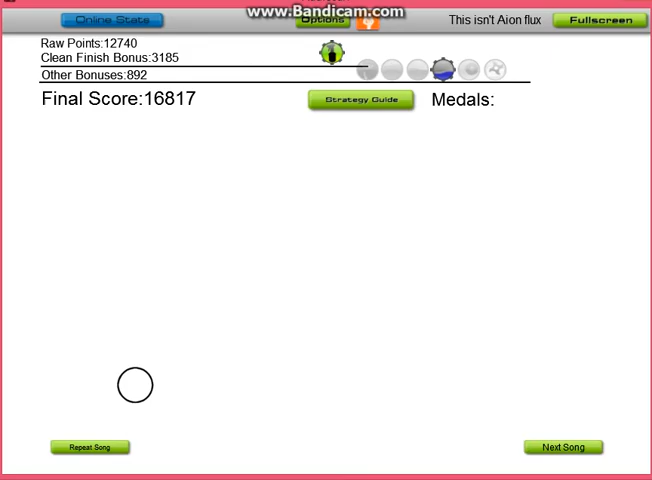 www.Bandicam.com
Online State
Options
This isn't Aion flux
Fullscreen
Raw Points:12740
Clean Finish Bonus:3185
Other Bonuses:892
Final Score:16817
Strategy Guide
Medals:
Repeat Song
Next Song